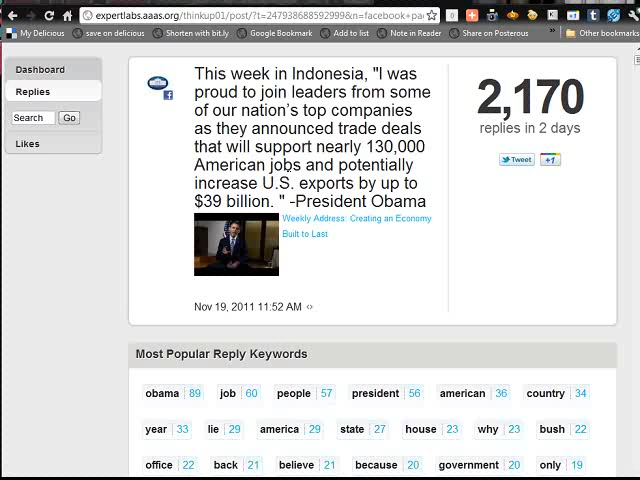 expertlabs.aaas.org/thinkup01/post/?t=2479386885929998&n=facebook+pa
My Delicious save on delicious Shorten with bit.ly Google Bookmark Add to list Note in Reader Share on Posterous » Other bookmarks
Dashboard
Replies
Search Go
Likes
This week in Indonesia, "I was
proud to join leaders from some
of our nation's top companies
as they announced trade deals
that will support nearly 130,000
American jobs and potentially
increase U.S. exports by up to
$39 billion. " -President Obama
Weekly Address: Creating an Economy
Built to Last
Nov 19, 2011 11:52 AM
2,170
replies in 2 days
Tweet +1
Most Popular Reply Keywords
obama 89 job 60 people 57 president 56 american 36 country 34
year 33 lie 29 america 29 state 27 house 23 why 23 bush 22
office 22 back 21 believe 21 because 20 government 20 only 19